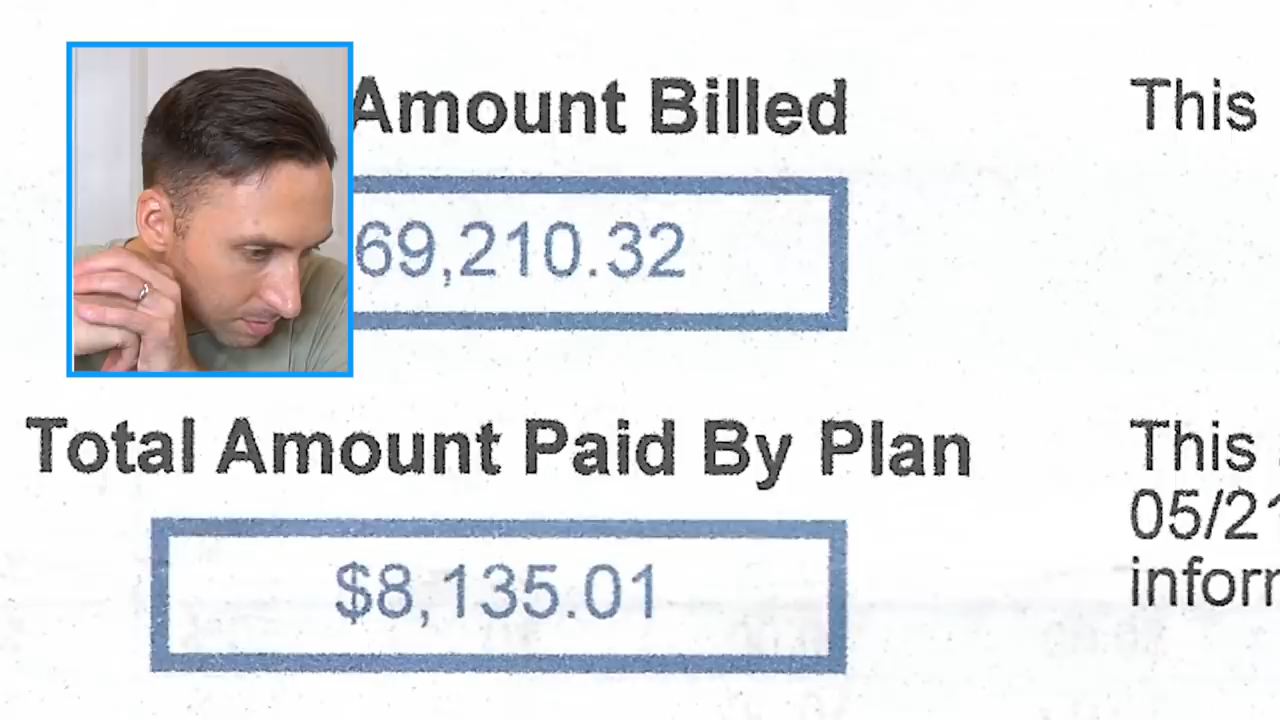 Amount Billed
This
69,210.32
Total Amount Paid By Plan
This
05/21
$8,135.01
inforr